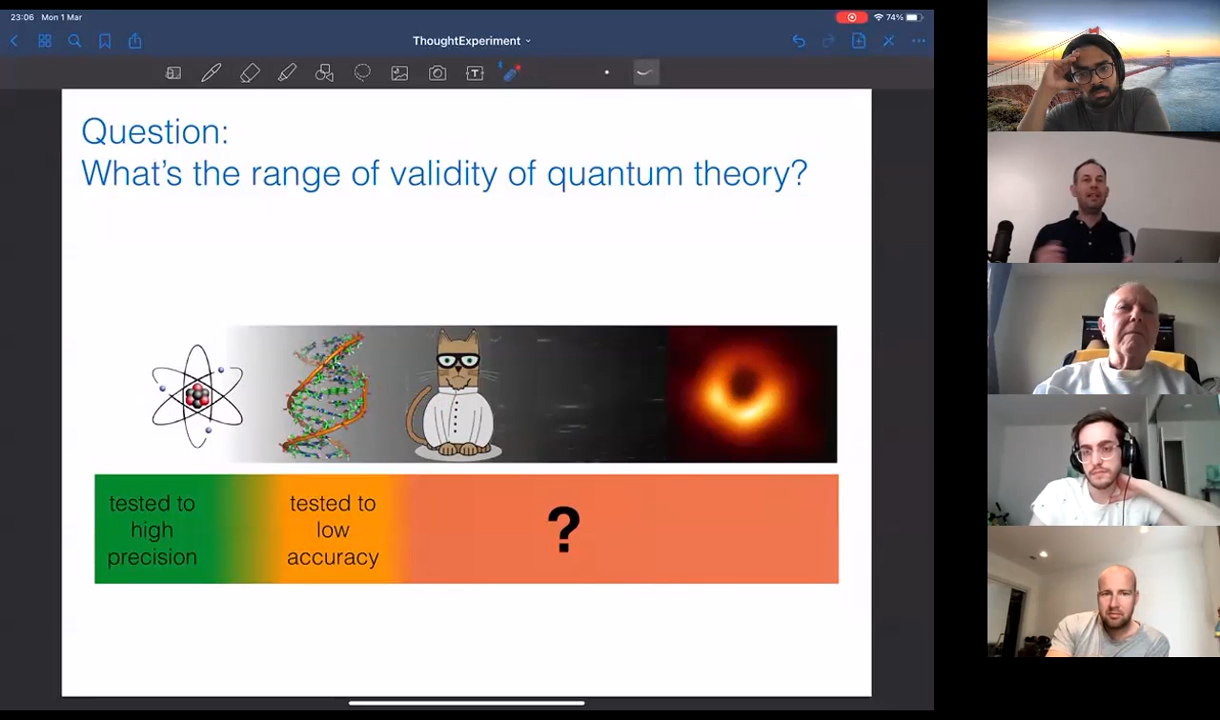 23:06 Mon 1 Mar
74%
ThoughtExperiment
T
Question:
What's the range of validity of quantum theory?
tested to
high
precision
tested to
low
accuracy
?